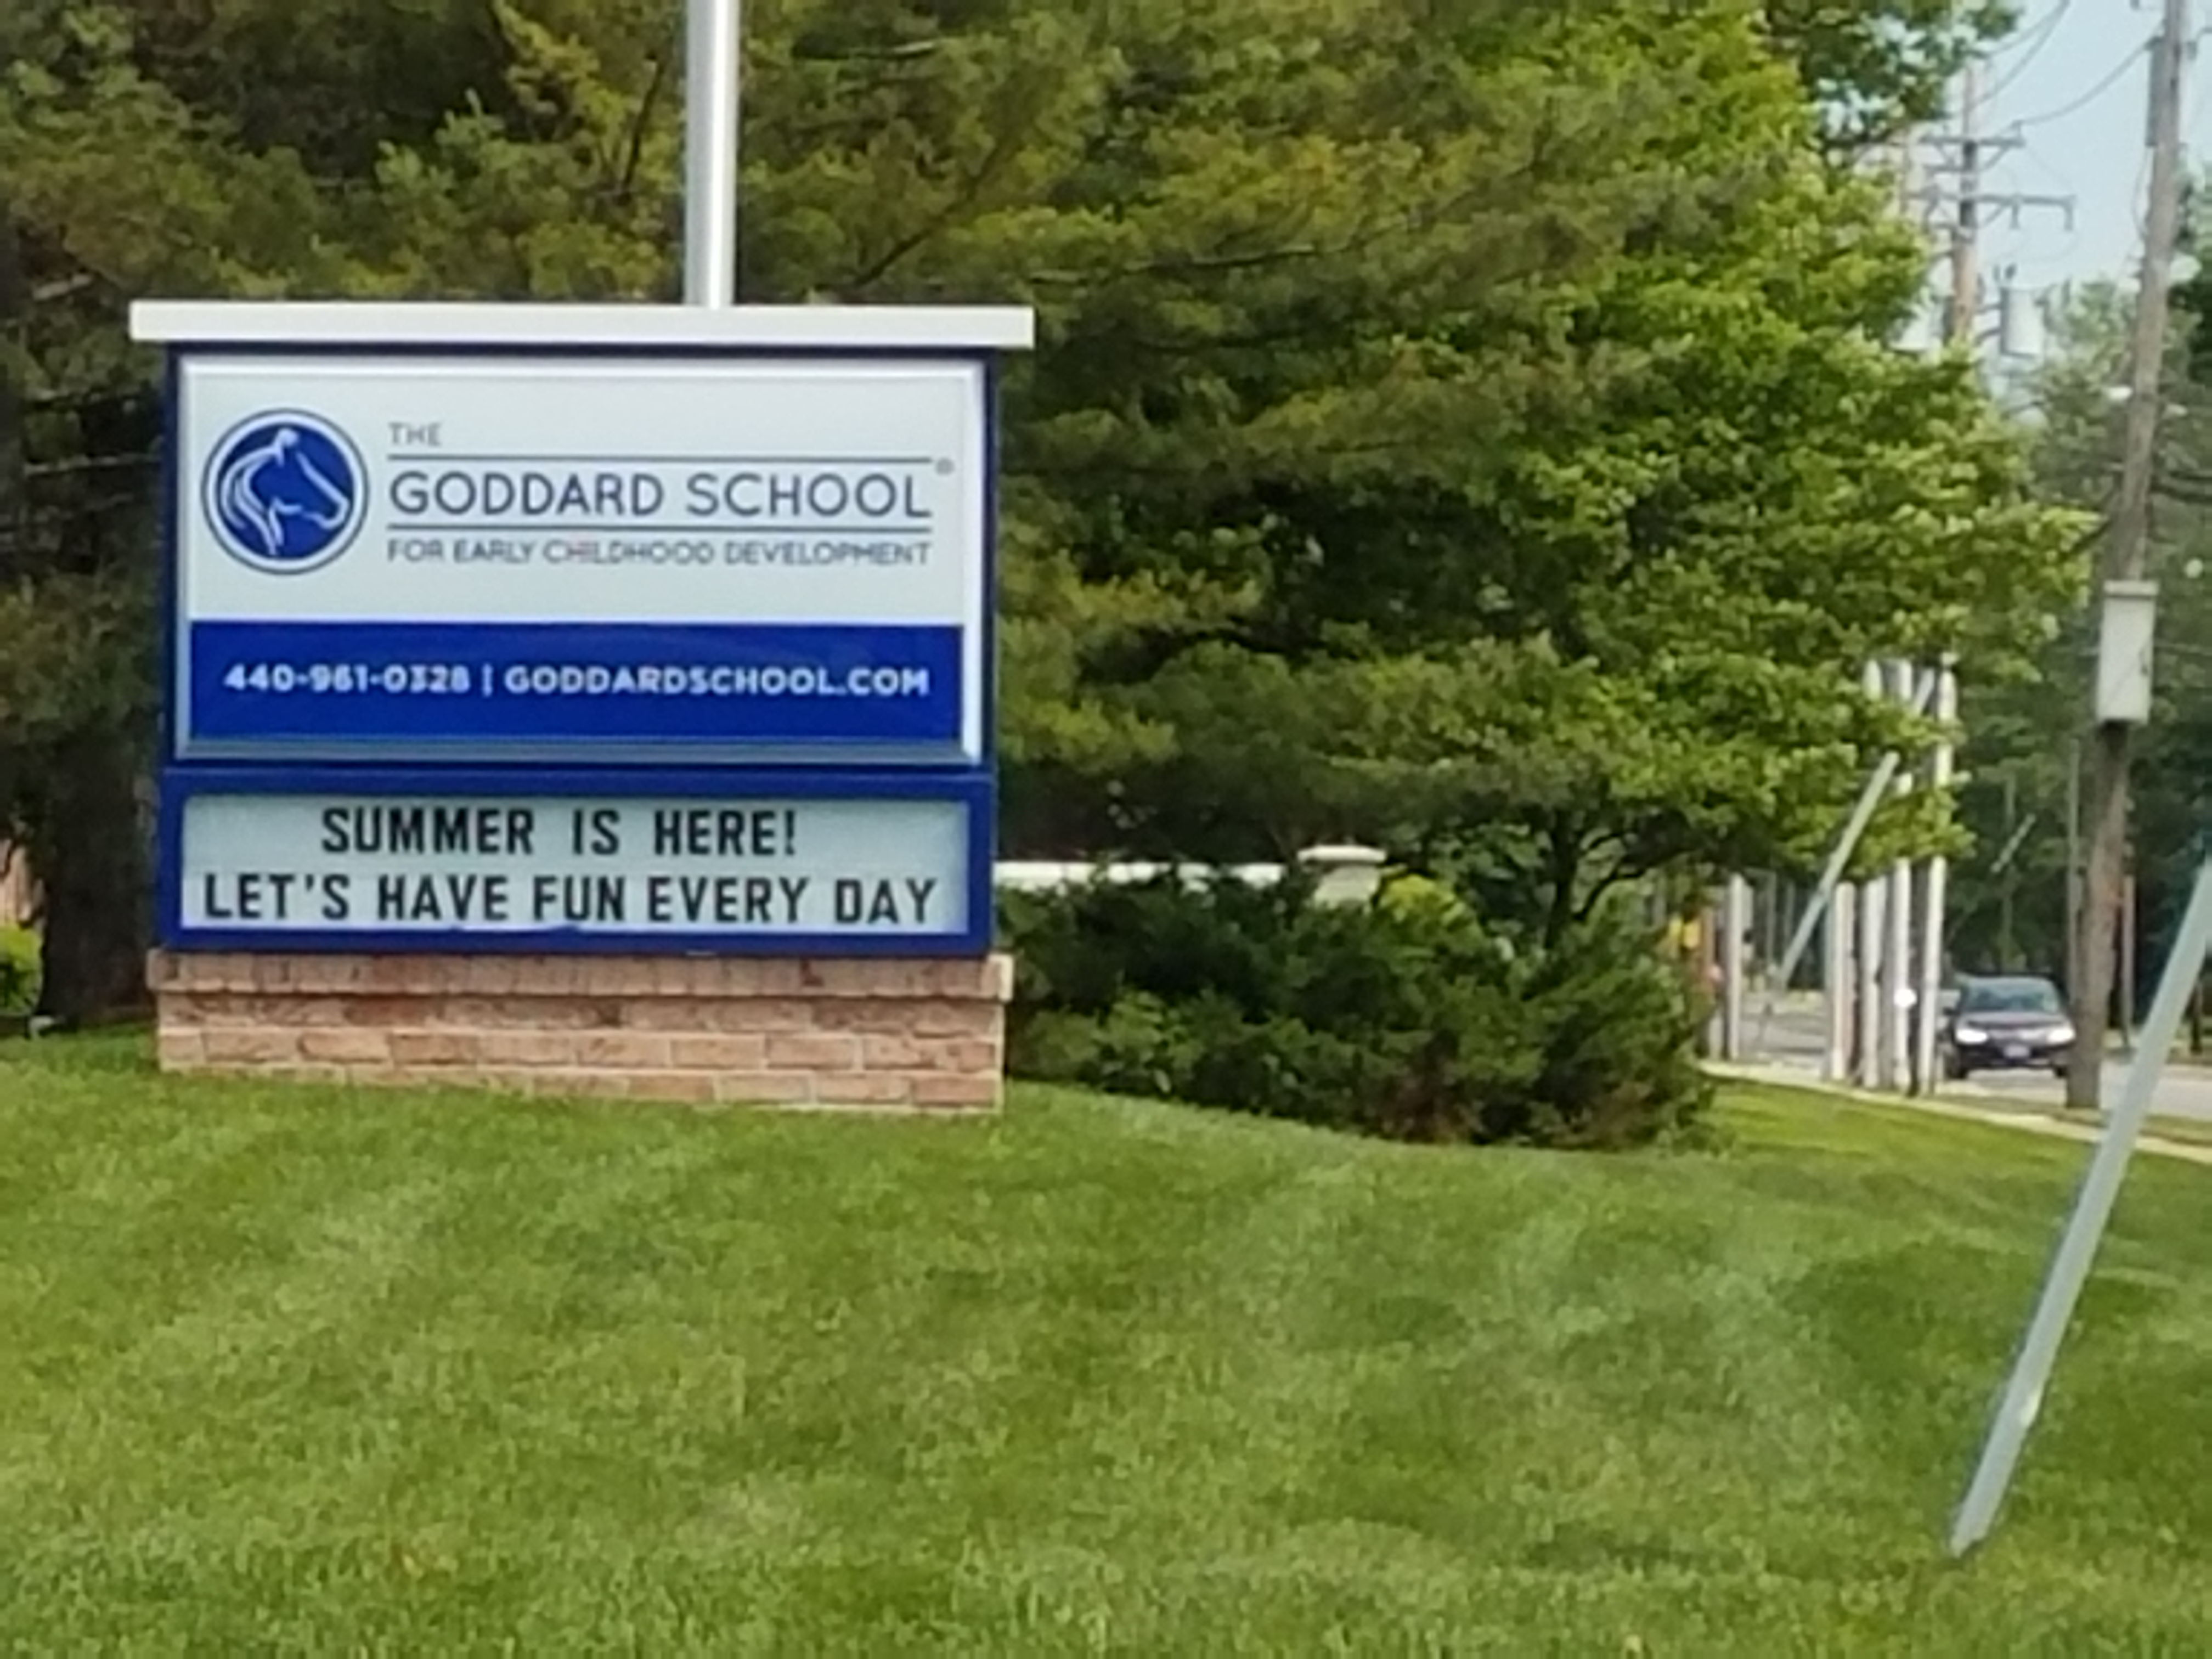 THE
GODDARD SCHOOL®
FOR EARLY CHILDHOOD DEVELOPMENT
440-961-0328 | GODDARDSCHOOL.COM
SUMMER IS HERE!
LET'S HAVE FUN EVERY DAY